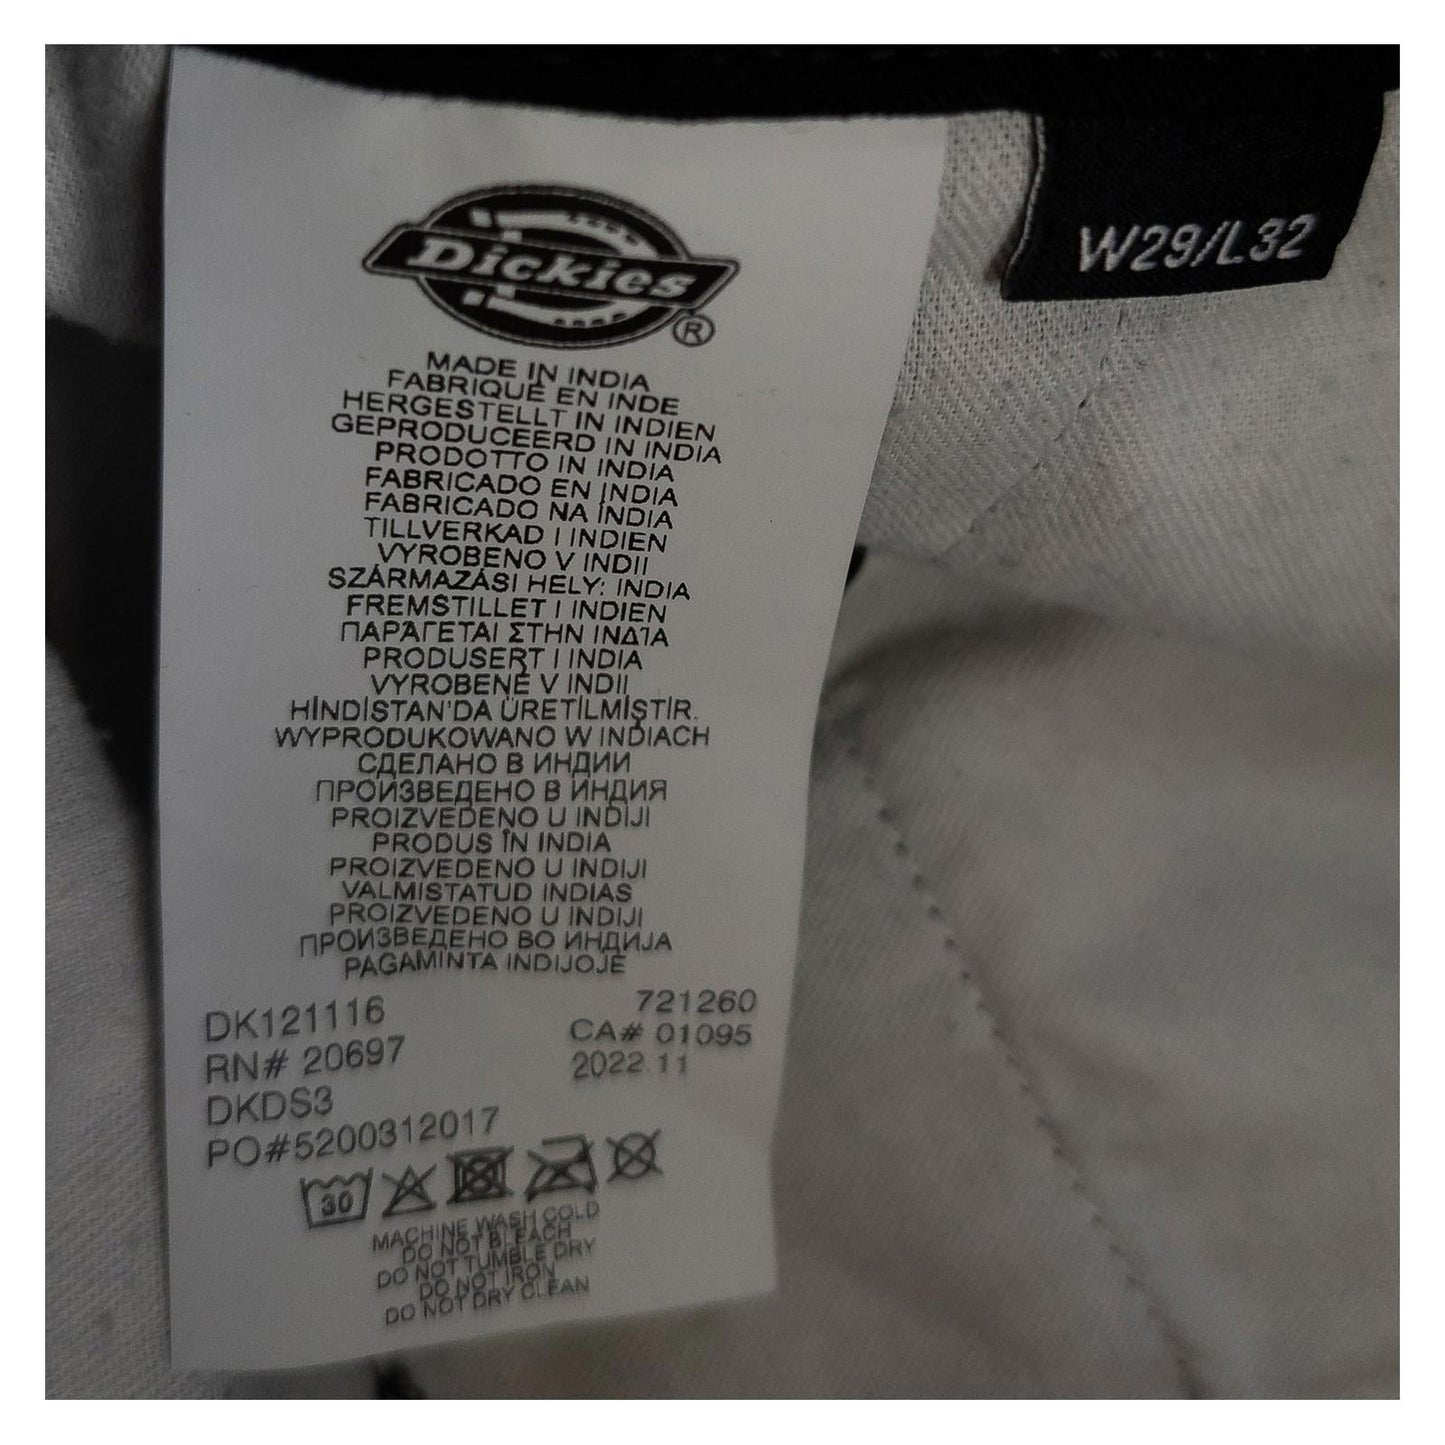 Dickies
®
W29/L32
MADE IN INDIA
FABRIQUÉ EN INDE
HERGESTELLT IN INDIEN
GEPRODUCEERD IN INDIA
PRODOTTO IN INDIA
FABRICADO EN INDIA
FABRICADO NA ÍNDIA
TILLVERKAD I INDIEN
VYROBENO V INDII
SZÁRMAZÁSI HELY: INDIA
FREMSTILLET I INDIEN
ΠΑΡΆΓΕΤΑΙ ΣΤΗΝ ΙΝΔΊΑ
PRODUSERT I INDIA
VYROBENÉ V INDII
HİNDİSTAN'DA ÜRETİLMİŞTİR.
WYPRODUKOWANO W INDIACH
СДЕЛАНО В ИНДИИ
ПРОИЗВЕДЕНО В ИНДИЯ
PROIZVEDENO U INDIJI
PRODUS ÎN INDIA
PROIZVEDENO U INDIJI
VALMISTATUD INDIAS
PROIZVEDENO U INDIJI
ПРОИЗВЕДЕНО ВО ИНДИЈА
PAGAMINTA INDIJOJE
DK121116 721260
RN# 20697 CA# 01095
DKDS3 2022.11
PO#5200312017
30
MACHINE WASH COLD
DO NOT BLEACH
DO NOT TUMBLE DRY
DO NOT IRON
DO NOT DRY CLEAN